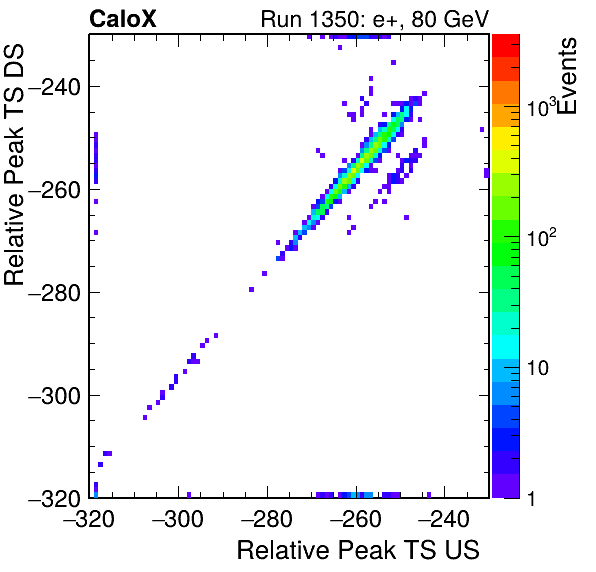 CaloX Run 1350: e+, 80 GeV
Relative Peak TS DS
−240
−260
−280
−300
−320
−320 −300 −280 −260 −240
Relative Peak TS US
Events
10³
10²
10
1